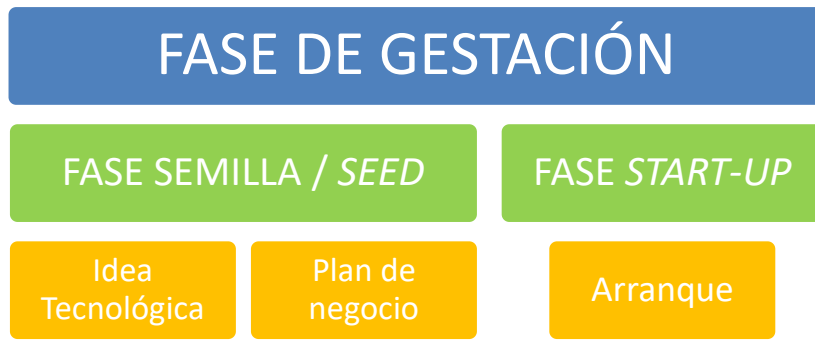 FASE DE GESTACIÓN
FASE SEMILLA / SEED
FASE START-UP
Idea
Tecnológica
Plan de
negocio
Arranque